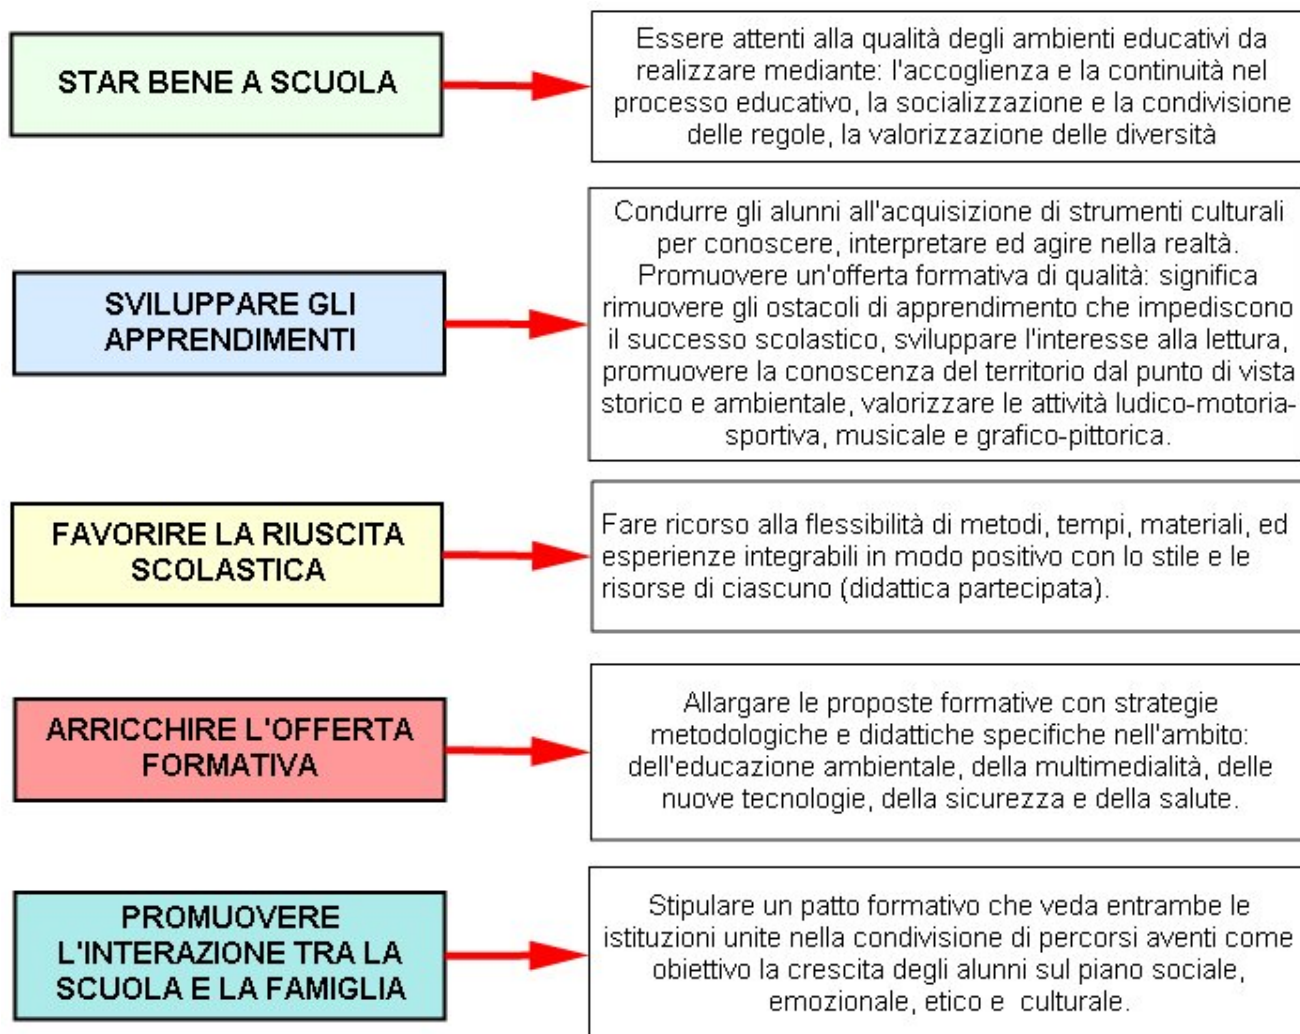 STAR BENE A SCUOLA
Essere attenti alla qualità degli ambienti educativi da
realizzare mediante: l'accoglienza e la continuità nel
processo educativo, la socializzazione e la condivisione
delle regole, la valorizzazione delle diversità
SVILUPPARE GLI
APPRENDIMENTI
Condurre gli alunni all'acquisizione di strumenti culturali
per conoscere, interpretare ed agire nella realtà.
Promuovere un'offerta formativa di qualità: significa
rimuovere gli ostacoli di apprendimento che impediscono
il successo scolastico, sviluppare l'interesse alla lettura,
promuovere la conoscenza del territorio dal punto di vista
storico e ambientale, valorizzare le attività ludico-motoria-
sportiva, musicale e grafico-pittorica.
FAVORIRE LA RIUSCITA
SCOLASTICA
Fare ricorso alla flessibilità di metodi, tempi, materiali, ed
esperienze integrabili in modo positivo con lo stile e le
risorse di ciascuno (didattica partecipata).
ARRICCHIRE L'OFFERTA
FORMATIVA
Allargare le proposte formative con strategie
metodologiche e didattiche specifiche nell'ambito:
dell'educazione ambientale, della multimedialità, delle
nuove tecnologie, della sicurezza e della salute.
PROMUOVERE
L'INTERAZIONE TRA LA
SCUOLA E LA FAMIGLIA
Stipulare un patto formativo che veda entrambe le
istituzioni unite nella condivisione di percorsi aventi come
obiettivo la crescita degli alunni sul piano sociale,
emozionale, etico e  culturale.